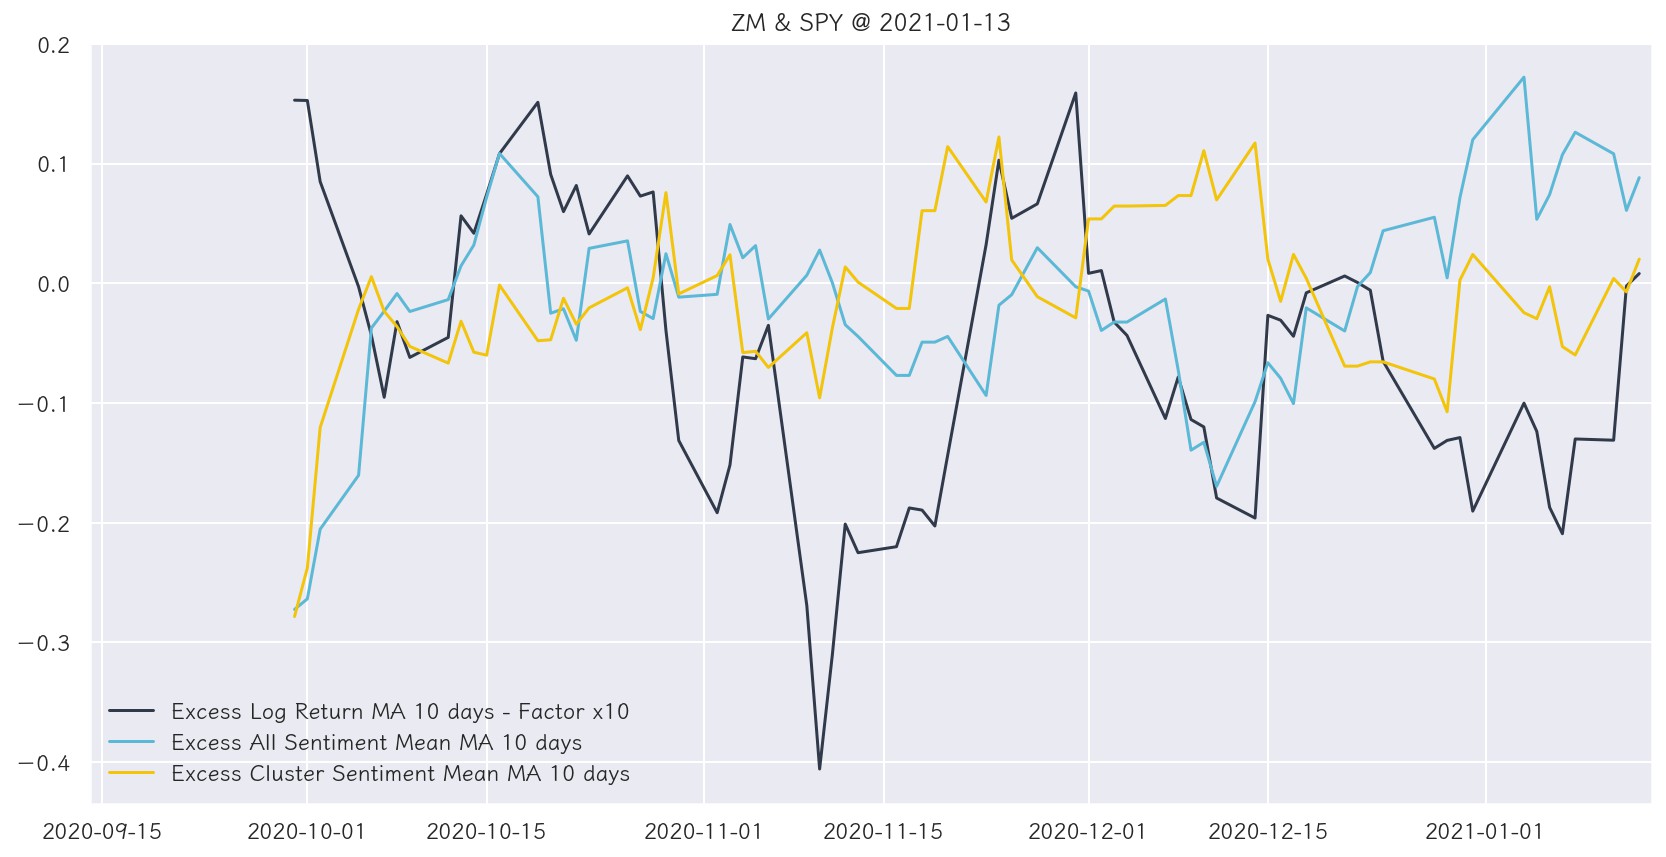 ZM & SPY @ 2021-01-13
0.2
0.1
0.0
−0.1
−0.2
−0.3
−0.4
Excess Log Return MA 10 days - Factor x10
Excess All Sentiment Mean MA 10 days
Excess Cluster Sentiment Mean MA 10 days
2020-09-15 2020-10-01 2020-10-15 2020-11-01 2020-11-15 2020-12-01 2020-12-15 2021-01-01